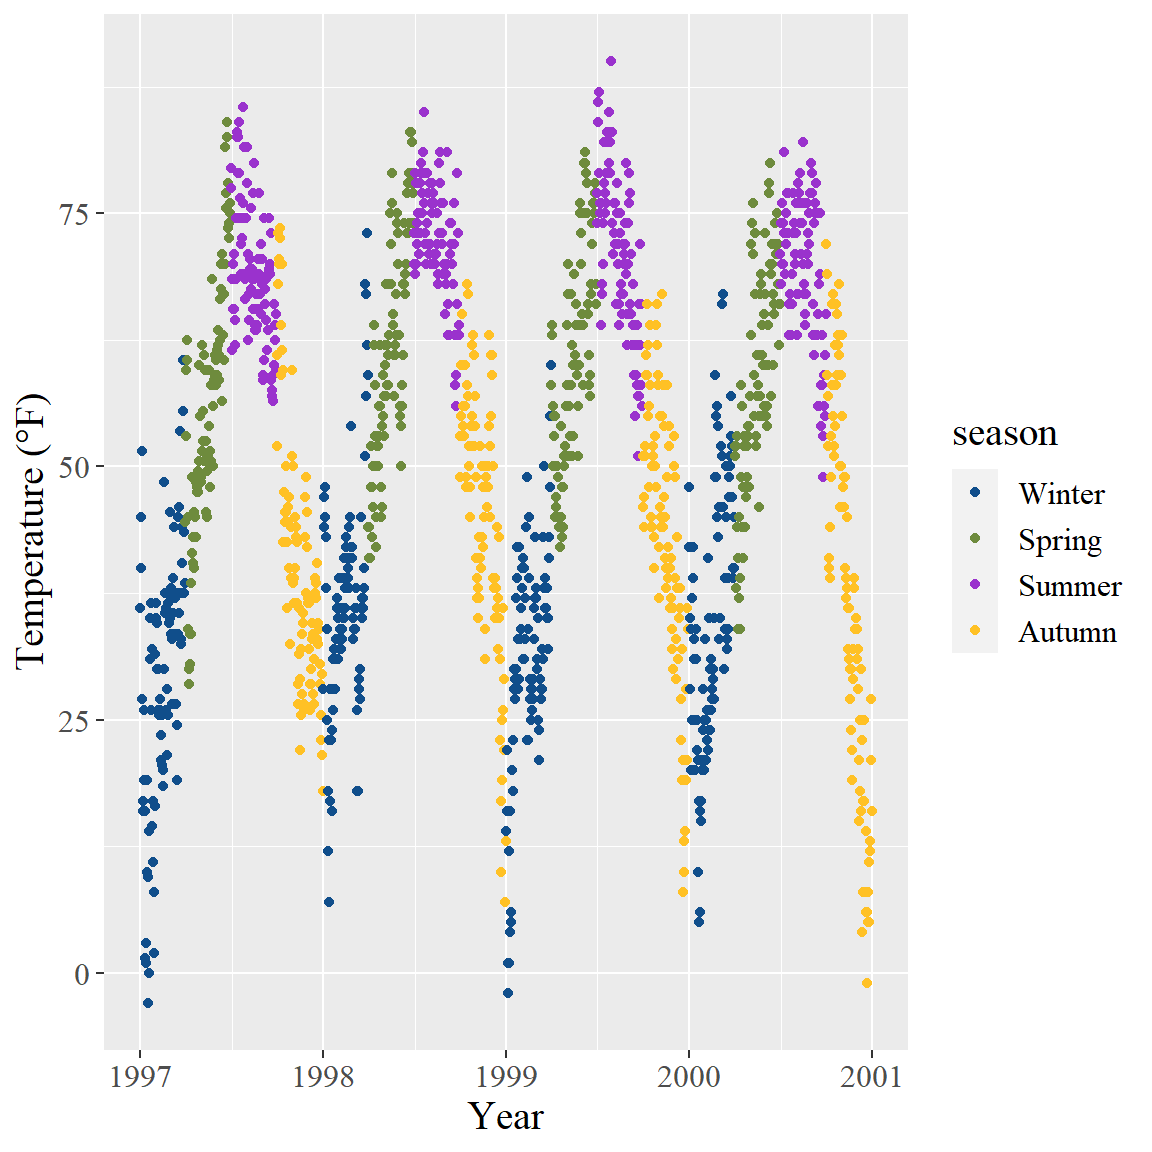 Temperature (°F)
75
50
25
0
1997 1998 1999 2000 2001
Year
season
Winter
Spring
Summer
Autumn